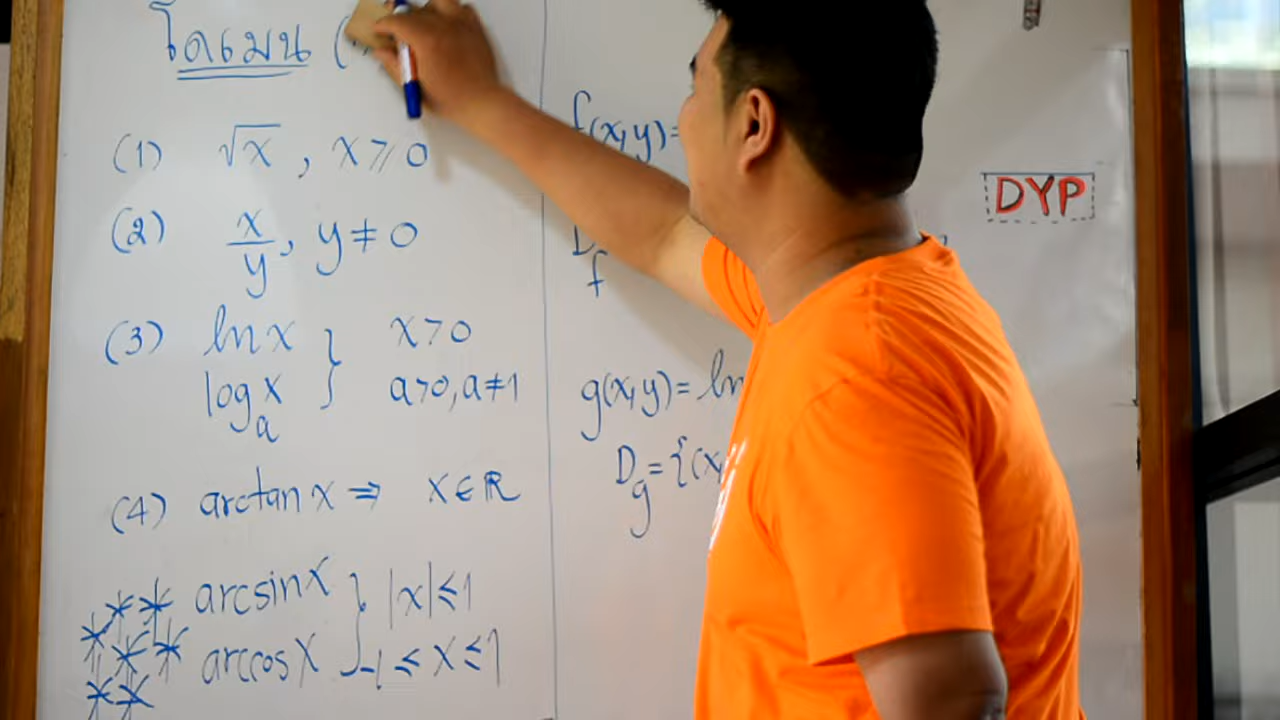 โดเมน (
(1) √x , x ≥ 0
(2) x/y , y ≠ 0
(3) ln x } x > 0
logₐx } a>0, a≠1
(4) arctan x ⇒ x ∈ ℝ
** arcsin x } |x| ≤ 1
*** arccos x } -1 ≤ x ≤ 1
**
f(x,y)=
D_f
g(x,y)= ln
D_g = {(x,
DYP